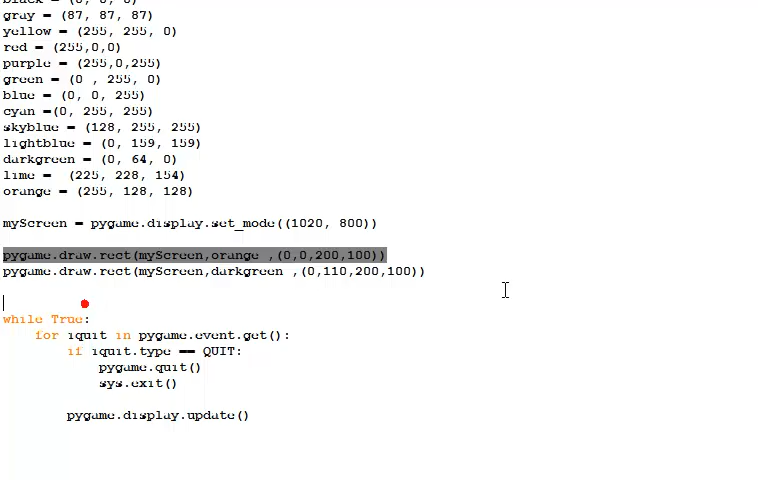 black = (0, 0, 0)
gray = (87, 87, 87)
yellow = (255, 255, 0)
red = (255,0,0)
purple = (255,0,255)
green = (0 , 255, 0)
blue = (0, 0, 255)
cyan =(0, 255, 255)
skyblue = (128, 255, 255)
lightblue = (0, 159, 159)
darkgreen = (0, 64, 0)
lime =  (225, 228, 154)
orange = (255, 128, 128)
myScreen = pygame.display.set_mode((1020, 800))
pygame.draw.rect(myScreen,orange ,(0,0,200,100))
pygame.draw.rect(myScreen,darkgreen ,(0,110,200,100))
while True:
    for iquit in pygame.event.get():
        if iquit.type == QUIT:
            pygame.quit()
            sys.exit()
        pygame.display.update()